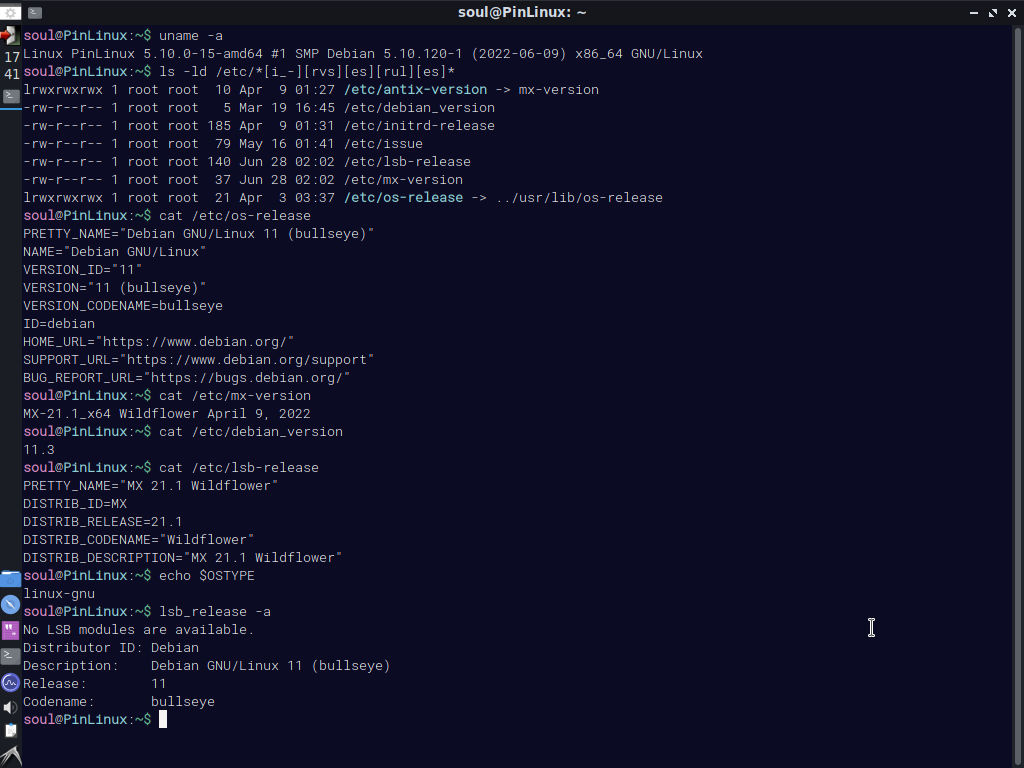 soul@PinLinux: ~
17
41
soul@PinLinux:~$ uname -a
Linux PinLinux 5.10.0-15-amd64 #1 SMP Debian 5.10.120-1 (2022-06-09) x86_64 GNU/Linux
soul@PinLinux:~$ ls -ld /etc/*[i_-][rvs][es][rul][es]*
lrwxrwxrwx 1 root root  10 Apr  9 01:27 /etc/antix-version -> mx-version
-rw-r--r-- 1 root root   5 Mar 19 16:45 /etc/debian_version
-rw-r--r-- 1 root root 185 Apr  9 01:31 /etc/initrd-release
-rw-r--r-- 1 root root  79 May 16 01:41 /etc/issue
-rw-r--r-- 1 root root 140 Jun 28 02:02 /etc/lsb-release
-rw-r--r-- 1 root root  37 Jun 28 02:02 /etc/mx-version
lrwxrwxrwx 1 root root  21 Apr  3 03:37 /etc/os-release -> ../usr/lib/os-release
soul@PinLinux:~$ cat /etc/os-release
PRETTY_NAME="Debian GNU/Linux 11 (bullseye)"
NAME="Debian GNU/Linux"
VERSION_ID="11"
VERSION="11 (bullseye)"
VERSION_CODENAME=bullseye
ID=debian
HOME_URL="https://www.debian.org/"
SUPPORT_URL="https://www.debian.org/support"
BUG_REPORT_URL="https://bugs.debian.org/"
soul@PinLinux:~$ cat /etc/mx-version
MX-21.1_x64 Wildflower April 9, 2022
soul@PinLinux:~$ cat /etc/debian_version
11.3
soul@PinLinux:~$ cat /etc/lsb-release
PRETTY_NAME="MX 21.1 Wildflower"
DISTRIB_ID=MX
DISTRIB_RELEASE=21.1
DISTRIB_CODENAME="Wildflower"
DISTRIB_DESCRIPTION="MX 21.1 Wildflower"
soul@PinLinux:~$ echo $OSTYPE
linux-gnu
soul@PinLinux:~$ lsb_release -a
No LSB modules are available.
Distributor ID: Debian
Description:    Debian GNU/Linux 11 (bullseye)
Release:        11
Codename:       bullseye
soul@PinLinux:~$